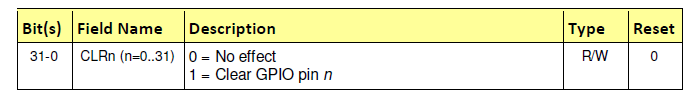 Bit(s) Field Name Description Type Reset
31-0 CLRn (n=0..31) 0 = No effect R/W 0
1 = Clear GPIO pin n